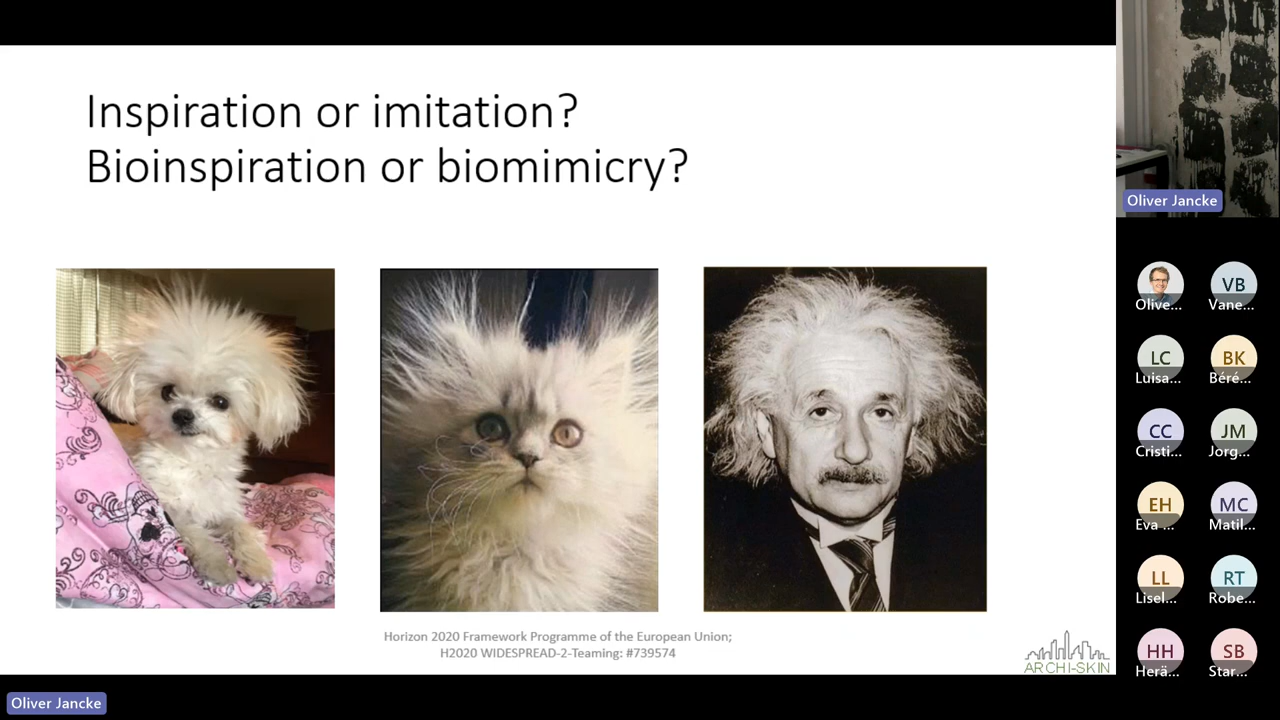 Inspiration or imitation?
Bioinspiration or biomimicry?
Horizon 2020 Framework Programme of the European Union;
H2020 WIDESPREAD-2-Teaming: #739574
ARCHI-SKIN
Oliver Jancke
Oliver Jancke
Olive...
VB
Vane...
LC
Luisa...
BK
Béré...
CC
Cristi...
JM
Jorg...
EH
Eva ...
MC
Matil...
LL
Lisel...
RT
Robe...
HH
Herä...
SB
Star...